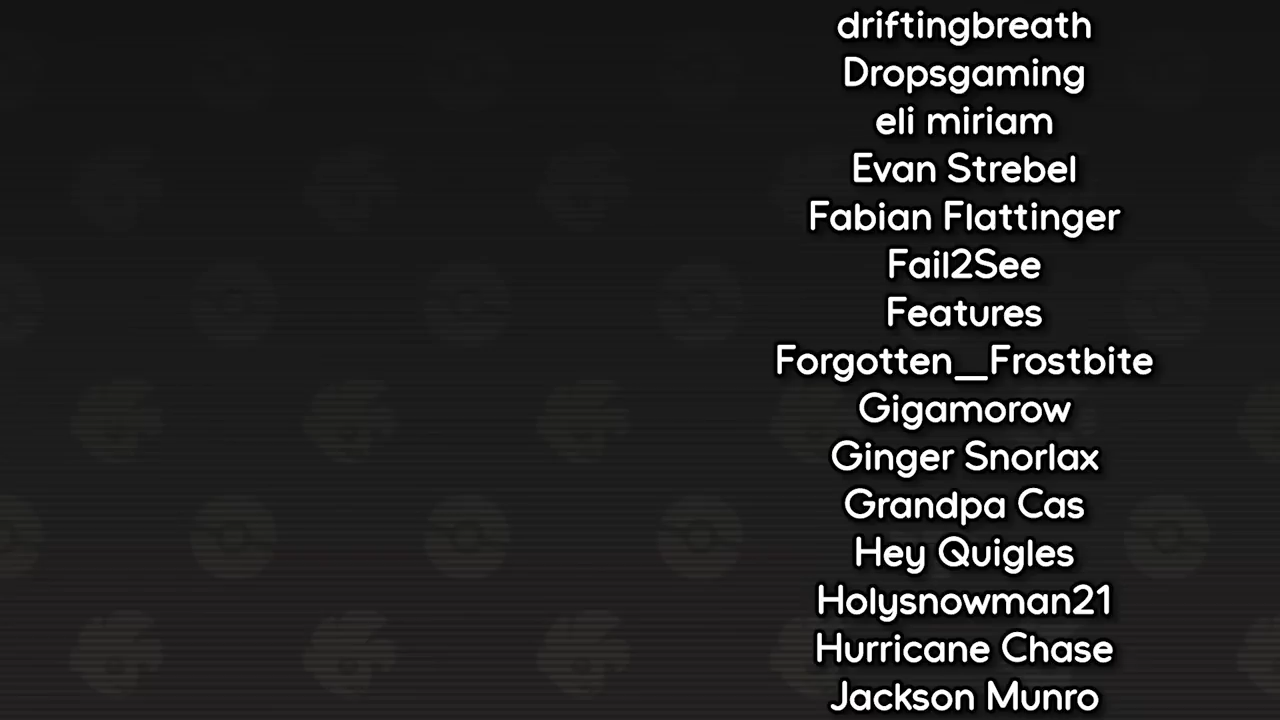 driftingbreath
Dropsgaming
eli miriam
Evan Strebel
Fabian Flattinger
Fail2See
Features
Forgotten_Frostbite
Gigamorow
Ginger Snorlax
Grandpa Cas
Hey Quigles
Holysnowman21
Hurricane Chase
Jackson Munro